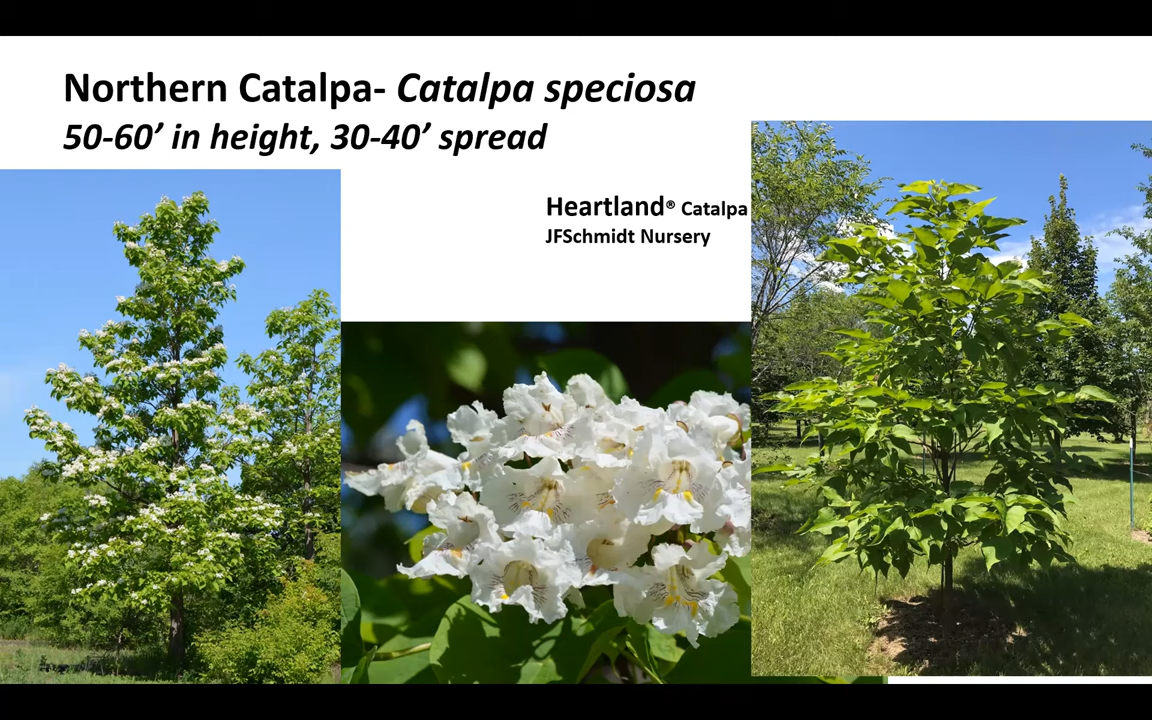 Northern Catalpa- Catalpa speciosa
50-60’ in height, 30-40’ spread
Heartland® Catalpa
JFSchmidt Nursery